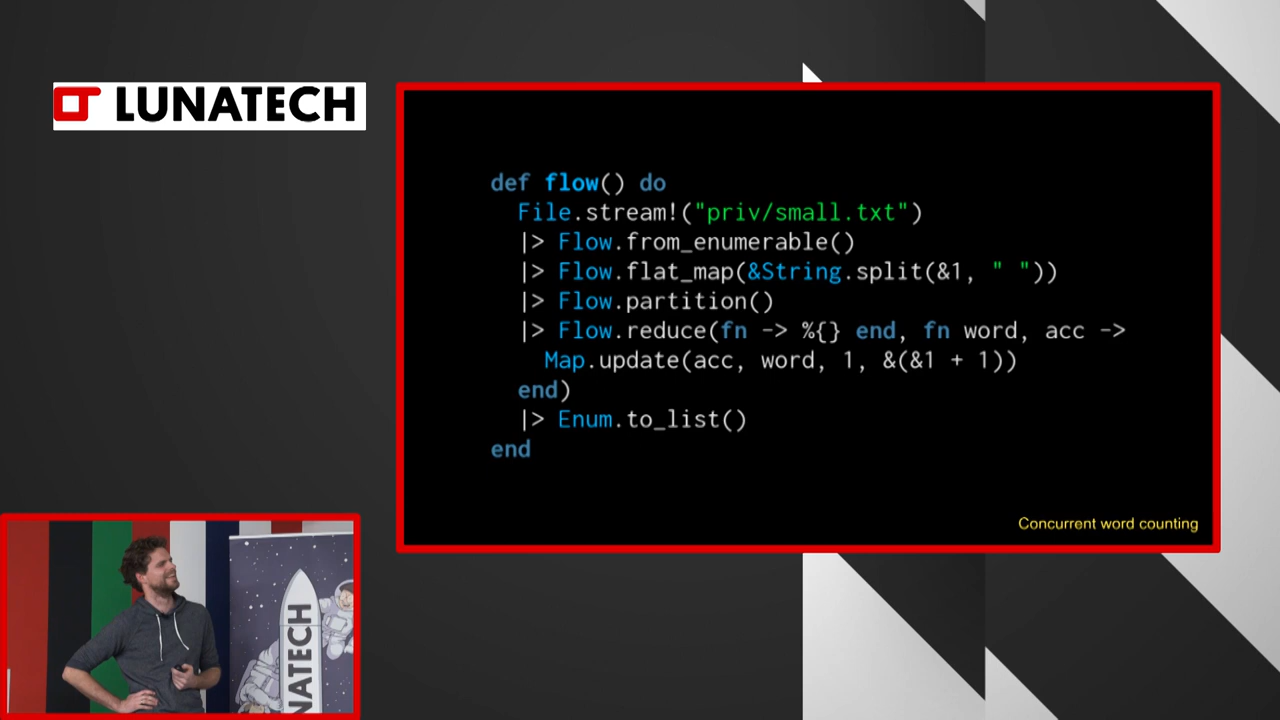 LUNATECH
def flow() do
  File.stream!("priv/small.txt")
  |> Flow.from_enumerable()
  |> Flow.flat_map(&String.split(&1, " "))
  |> Flow.partition()
  |> Flow.reduce(fn -> %{} end, fn word, acc ->
    Map.update(acc, word, 1, &(&1 + 1))
  end)
  |> Enum.to_list()
end
Concurrent word counting
NATECH